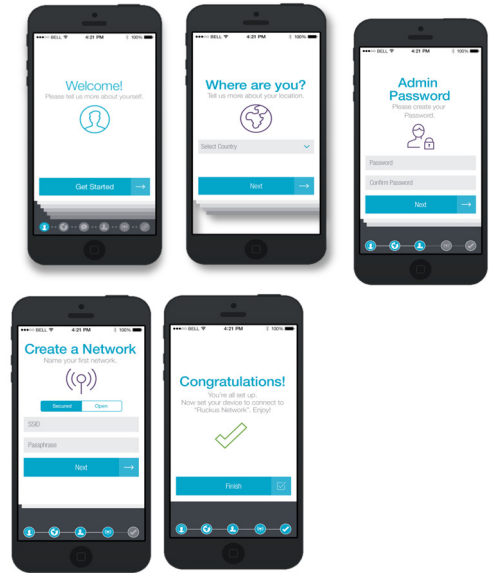 ●●●○○ BELL 4:21 PM 100%
Welcome!
Please tell us more about yourself.
Get Started
●●●○○ BELL 4:21 PM 100%
Where are you?
Tell us more about your location.
Select Country
Next
●●●○○ BELL 4:21 PM 100%
Admin
Password
Please create your
Password.
Password
Confirm Password
Next
●●●○○ BELL 4:21 PM 100%
Create a Network
Name your first network.
Secured Open
SSID
Passphrase
Next
●●●○○ BELL 4:21 PM 100%
Congratulations!
You're all set up.
Now set your device to connect to
"Ruckus Network". Enjoy!
Finish